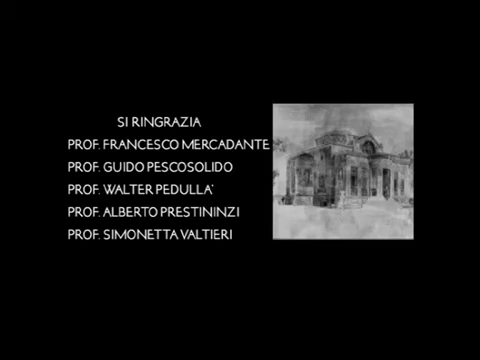 SI RINGRAZIA
PROF. FRANCESCO MERCADANTE
PROF. GUIDO PESCOSOLIDO
PROF. WALTER PEDULLA'
PROF. ALBERTO PRESTININZI
PROF. SIMONETTA VALTIERI